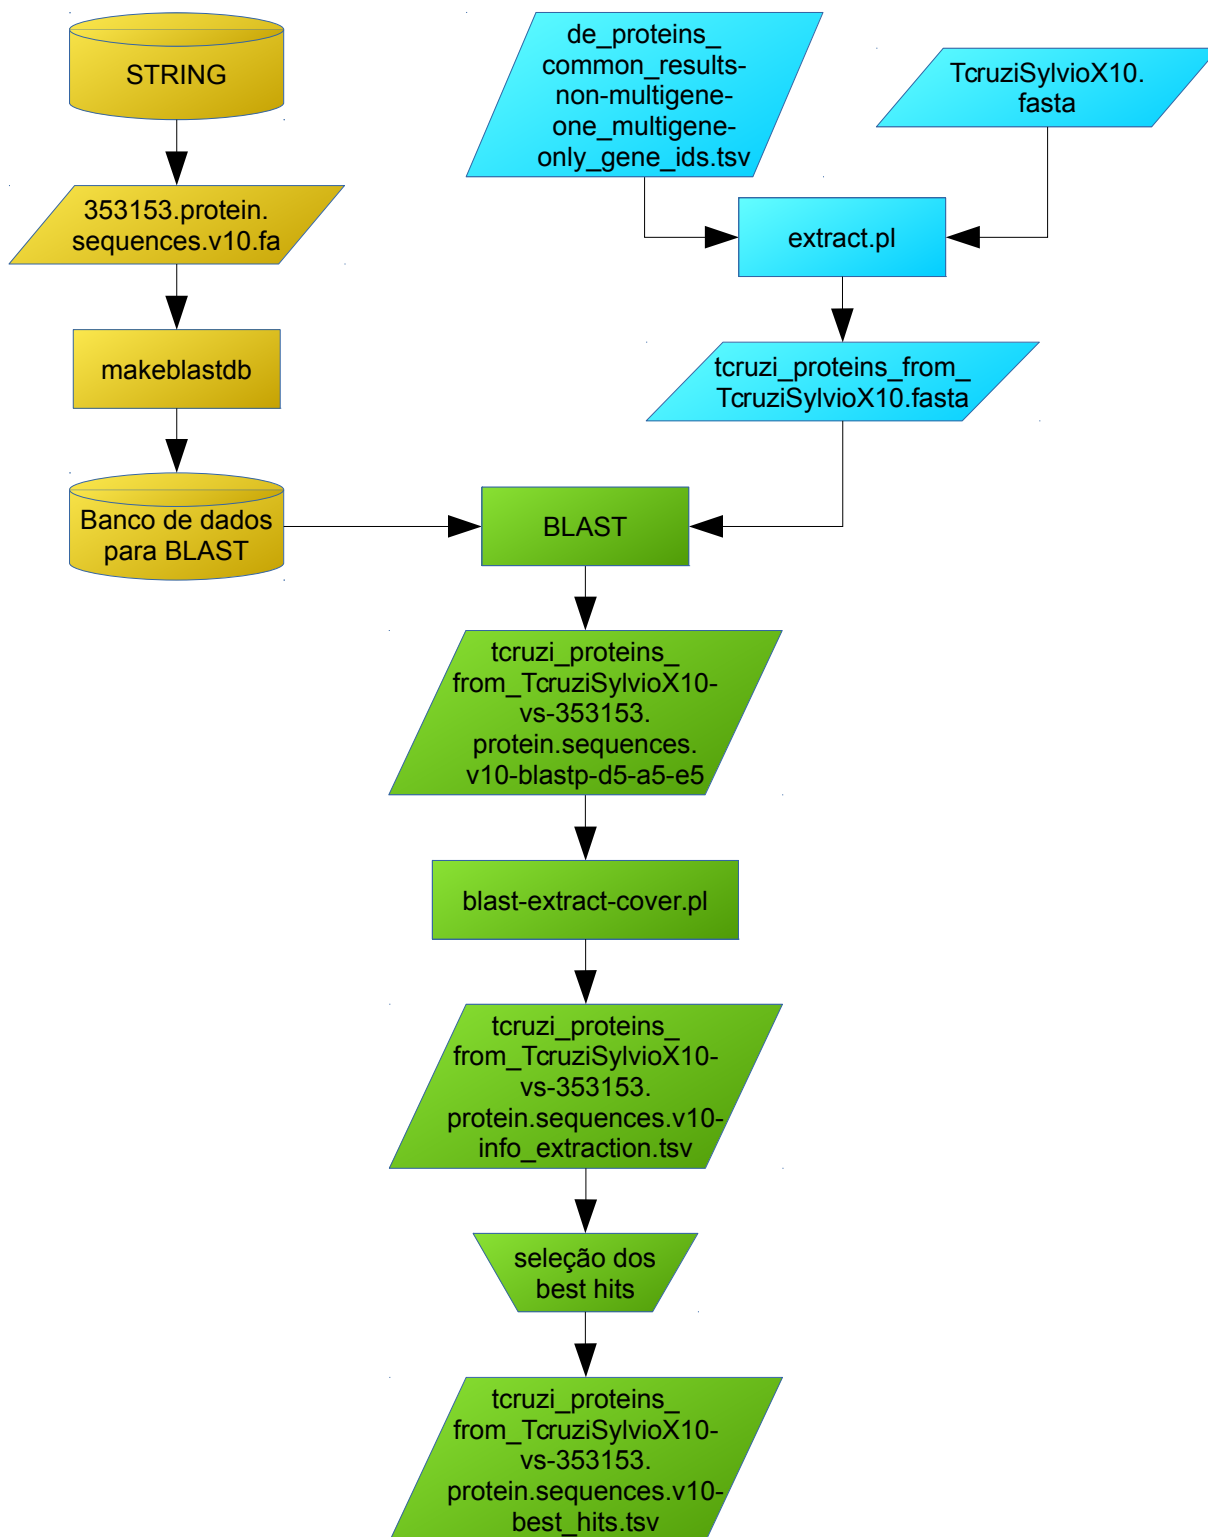 STRING
353153.protein.
sequences.v10.fa
makeblastdb
Banco de dados
para BLAST
de_proteins_
common_results-
non-multigene-
one_multigene-
only_gene_ids.tsv
TcruziSylvioX10.
fasta
extract.pl
tcruzi_proteins_from_
TcruziSylvioX10.fasta
BLAST
tcruzi_proteins_
from_TcruziSylvioX10-
vs-353153.
protein.sequences.
v10-blastp-d5-a5-e5
blast-extract-cover.pl
tcruzi_proteins_
from_TcruziSylvioX10-
vs-353153.
protein.sequences.v10-
info_extraction.tsv
seleção dos
best hits
tcruzi_proteins_
from_TcruziSylvioX10-
vs-353153.
protein.sequences.v10-
best_hits.tsv